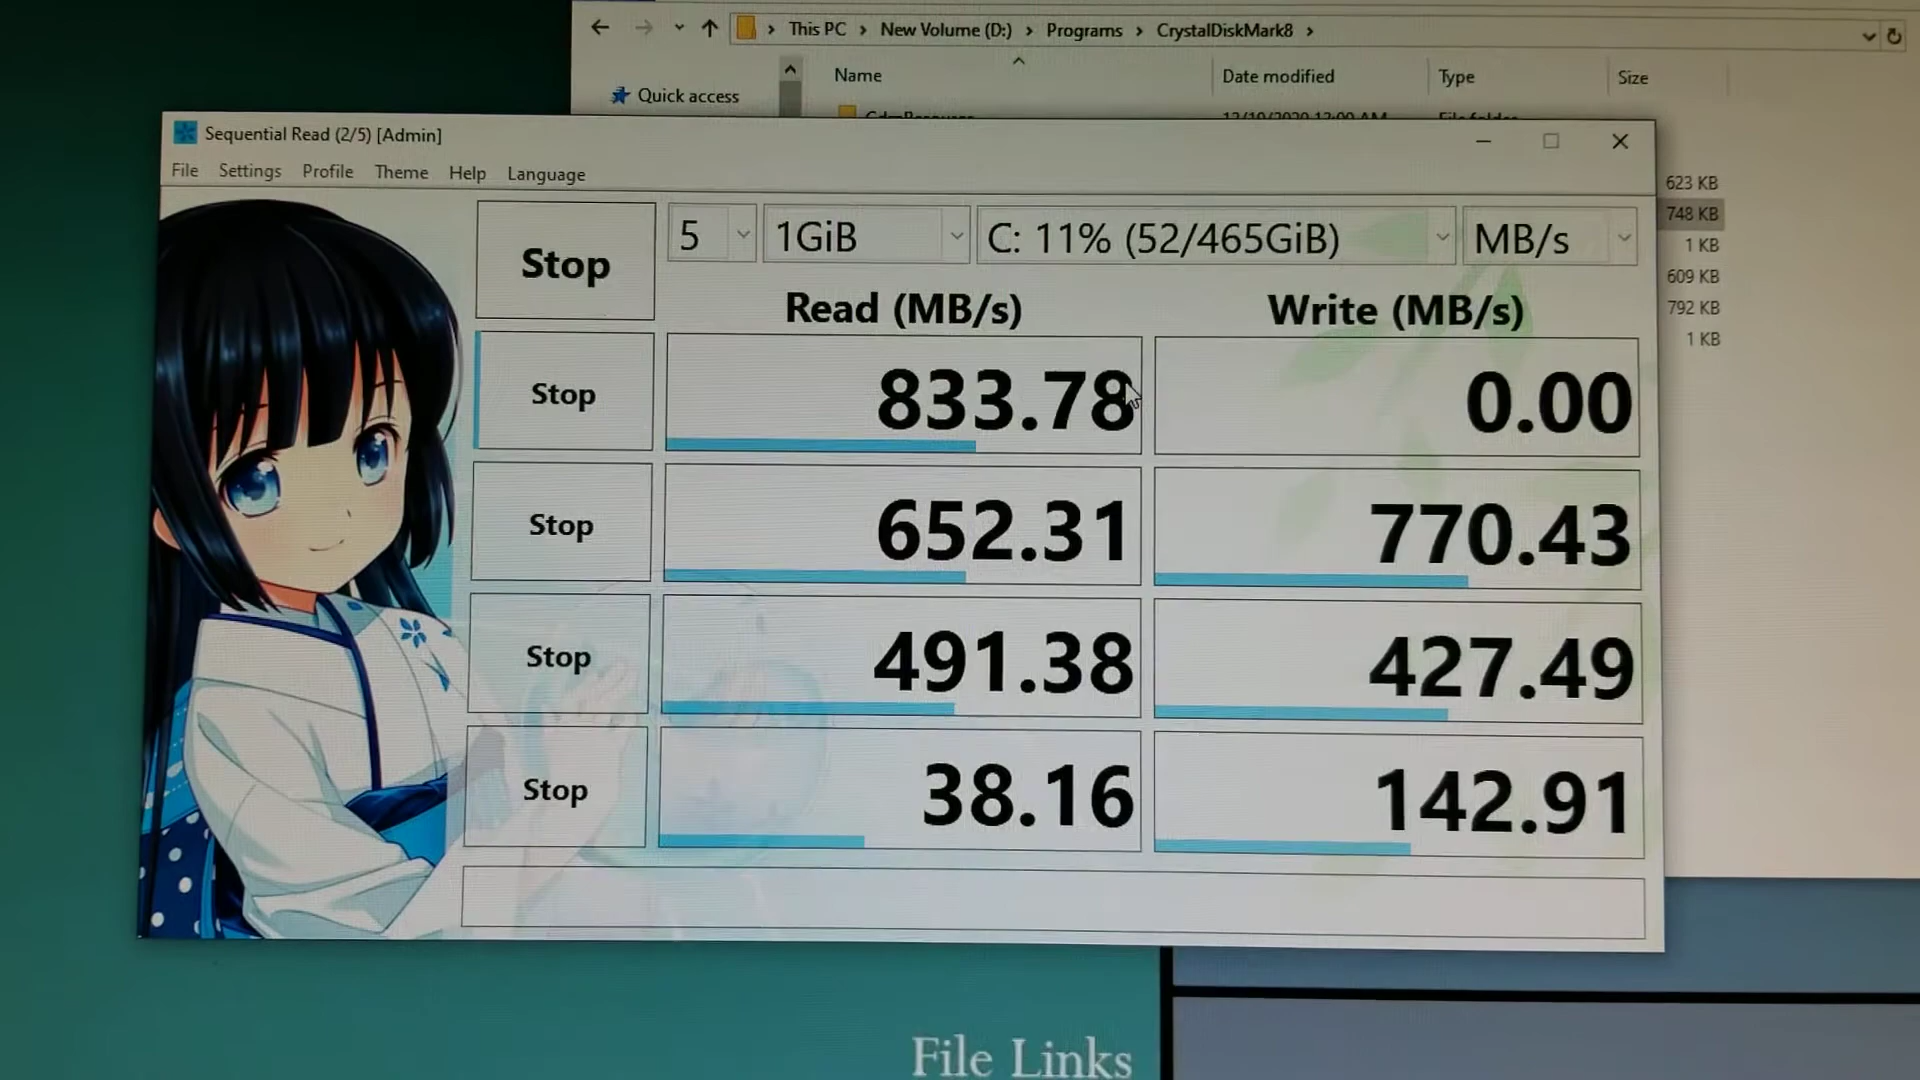 This PC > New Volume (D:) > Programs > CrystalDiskMark8 >
Name Date modified Type Size
Quick access
Sequential Read (2/5) [Admin]
File Settings Profile Theme Help Language
623 KB
748 KB
1 KB
609 KB
792 KB
1 KB
Stop 5 1GiB C: 11% (52/465GiB) MB/s
Read (MB/s) Write (MB/s)
Stop 833.78 0.00
Stop 652.31 770.43
Stop 491.38 427.49
Stop 38.16 142.91
File Links